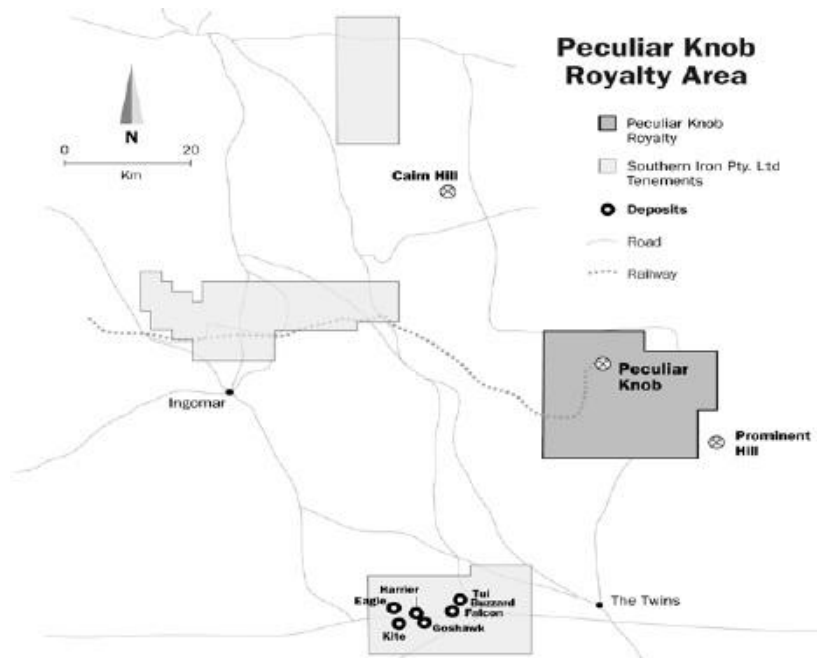 Peculiar Knob
Royalty Area
N
0 20
Km
Peculiar Knob
Royalty
Southern Iron Pty. Ltd
Tenements
Deposits
Road
Railway
Cairn Hill
Peculiar
Knob
Ingomar
Prominent
Hill
Harrier
Eagle
Kite
Goshawk
Tui
Buzzard
Falcon
The Twins